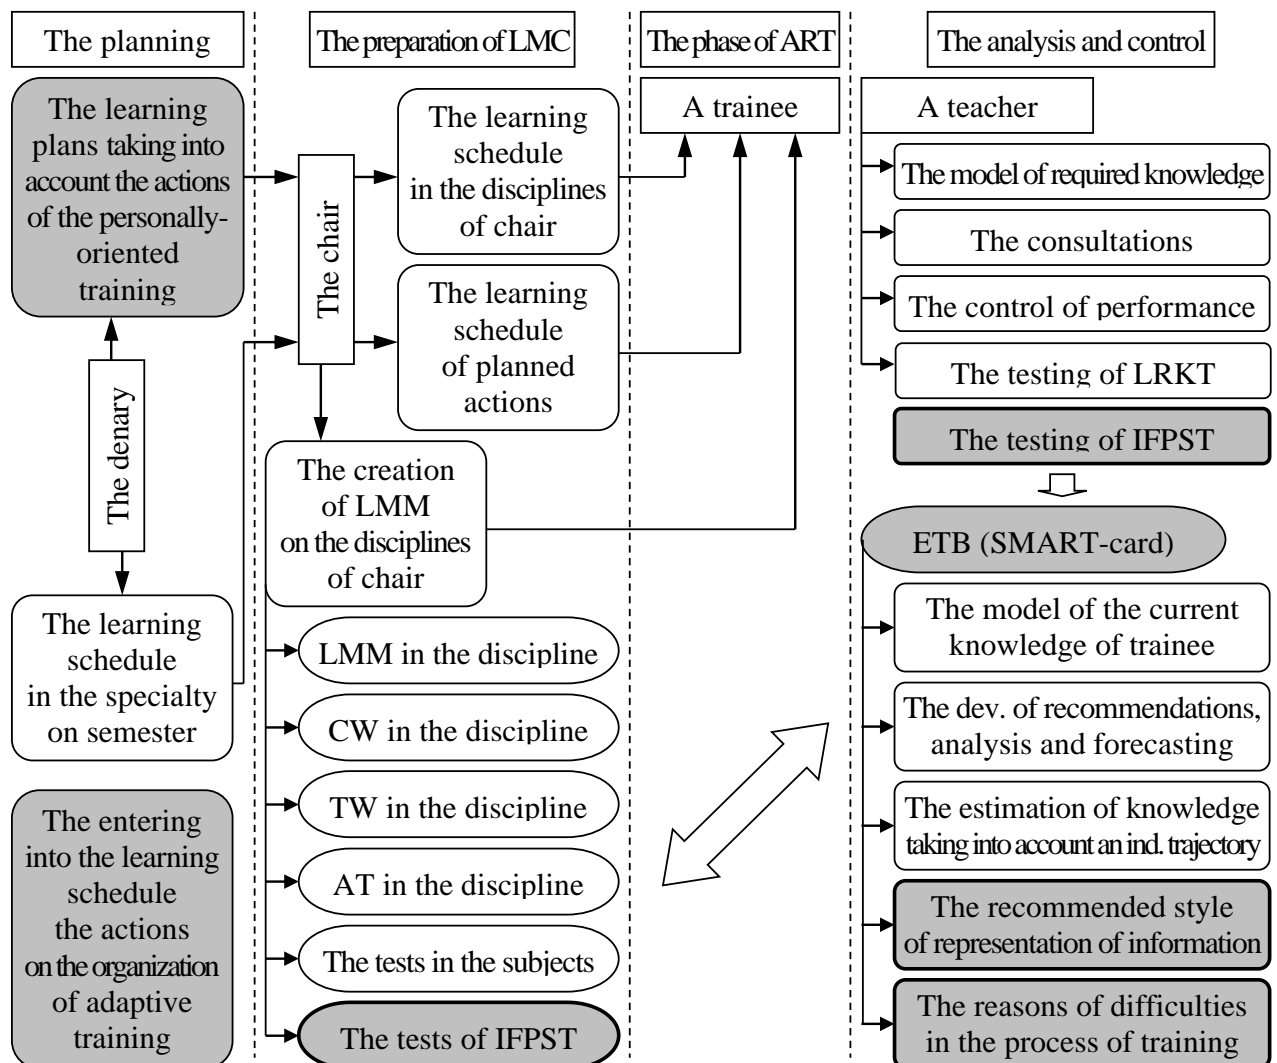 The planning
The learning
plans taking into
account the actions
of the personally-
oriented
training
The denary
The learning
schedule
in the specialty
on semester
The entering
into the learning
schedule
the actions
on the organization
of adaptive
training
The preparation of LMC
The chair
The learning
schedule
in the disciplines
of chair
The learning
schedule
of planned
actions
The creation
of LMM
on the disciplines
of chair
LMM in the discipline
CW in the discipline
TW in the discipline
AT in the discipline
The tests in the subjects
The tests of IFPST
The phase of ART
A trainee
The analysis and control
A teacher
The model of required knowledge
The consultations
The control of performance
The testing of LRKT
The testing of IFPST
ETB (SMART-card)
The model of the current
knowledge of trainee
The dev. of recommendations,
analysis and forecasting
The estimation of knowledge
taking into account an ind. trajectory
The recommended style
of representation of information
The reasons of difficulties
in the process of training